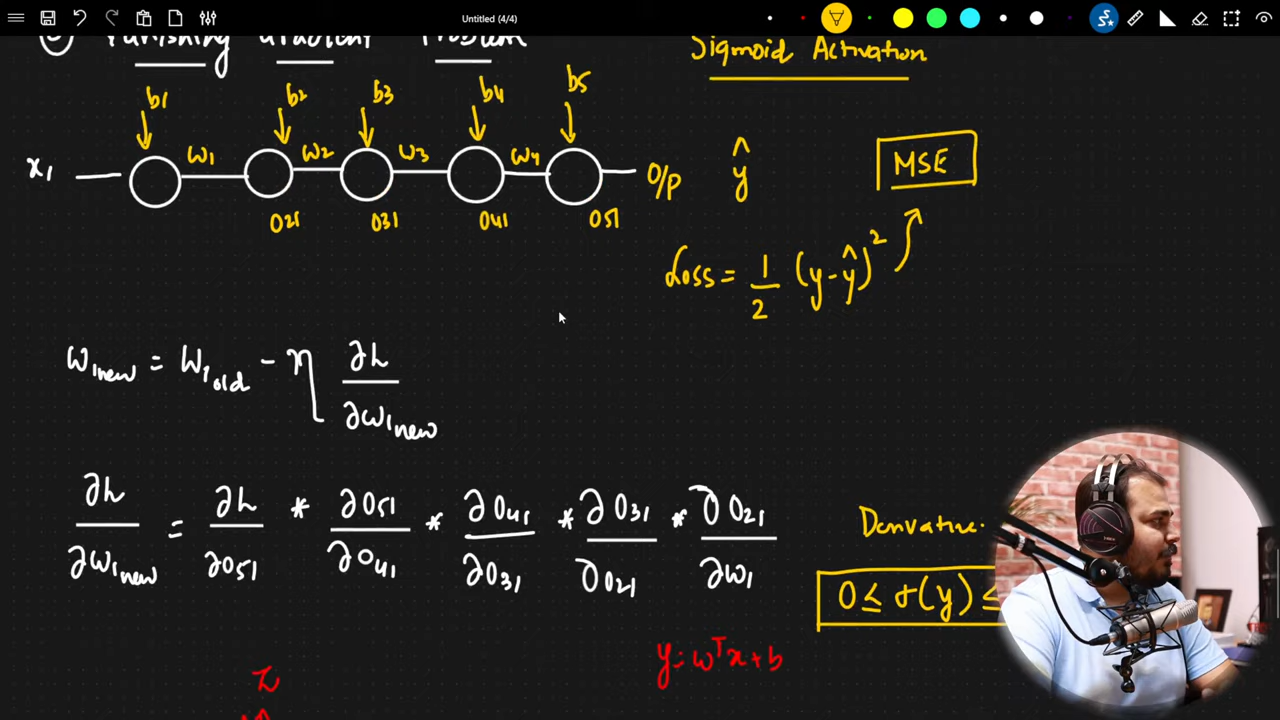 Untitled (4/4)
Vanishing Gradient Problem
Sigmoid Activation
b1 b2 b3 b4 b5
x1 w1 w2 w3 w4 O/P ŷ MSE
O21 O31 O41 O51
Loss = 1/2 (y-ŷ)²
W1new = W1old - η ∂L/∂w1new
∂L/∂w1new = ∂L/∂O51 * ∂O51/∂O41 * ∂O41/∂O31 * ∂O31/∂O21 * ∂O21/∂w1
Derivative
0 ≤ σ(y) ≤
y = wᵀx + b
z